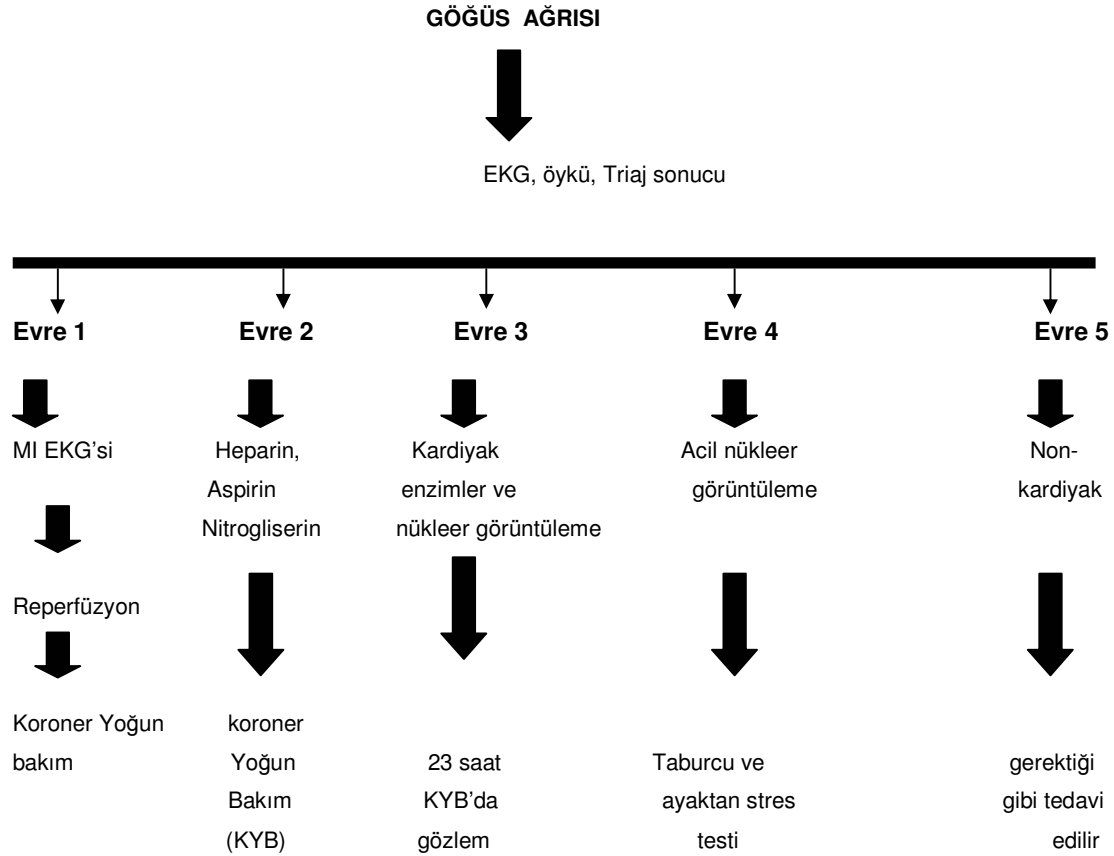 GÖĞÜS AĞRISI
EKG, öykü, Triaj sonucu
Evre 1
Evre 2
Evre 3
Evre 4
Evre 5
MI EKG'si
Reperfüzyon
Koroner Yoğun
bakım
Heparin,
Aspirin
Nitrogliserin
koroner
Yoğun
Bakım
(KYB)
Kardiyak
enzimler ve
nükleer görüntüleme
23 saat
KYB'da
gözlem
Acil nükleer
görüntüleme
Taburcu ve
ayaktan stres
testi
Non-
kardiyak
gerektiği
gibi tedavi
edilir